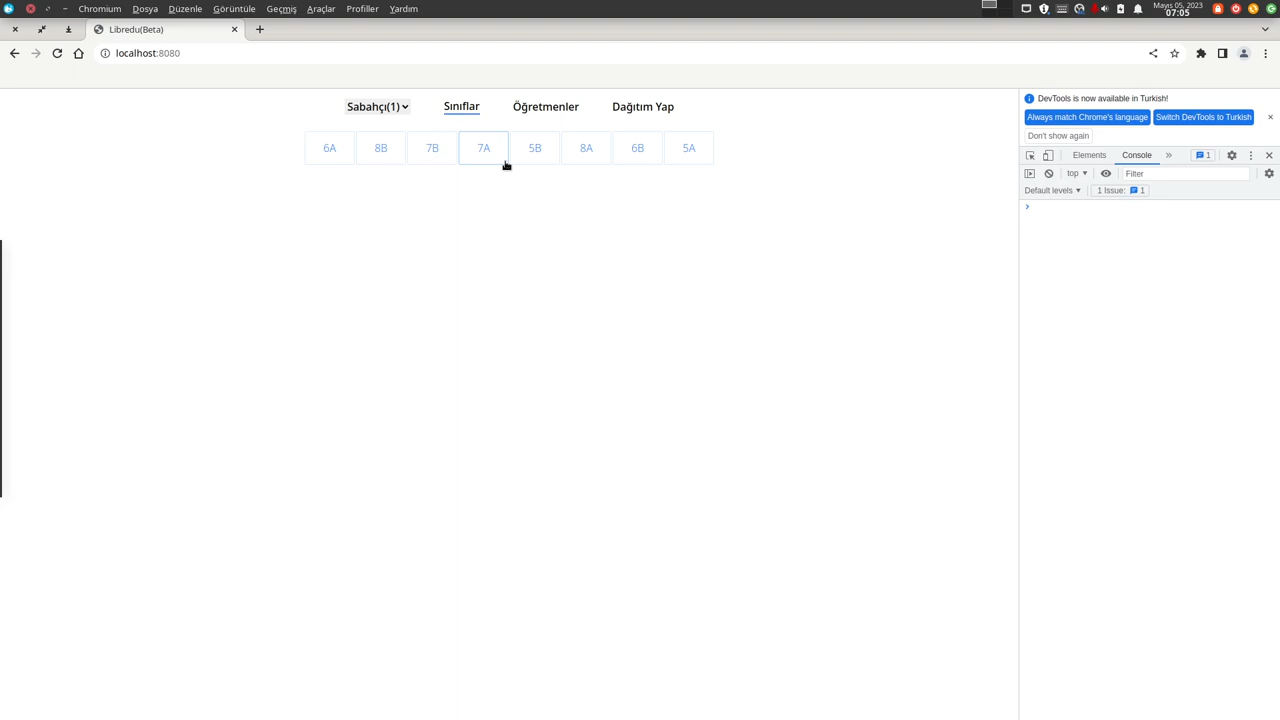 Chromium Dosya Düzenle Görüntüle Geçmiş Araçlar Profiller Yardım
Mayıs 05, 2023
07:05
Libredu(Beta)
localhost:8080
Sabahçı(1) Sınıflar Öğretmenler Dağıtım Yap
6A 8B 7B 7A 5B 8A 6B 5A
DevTools is now available in Turkish!
Always match Chrome's language Switch DevTools to Turkish
Don't show again
Elements Console 1
top Filter
Default levels 1 Issue: 1